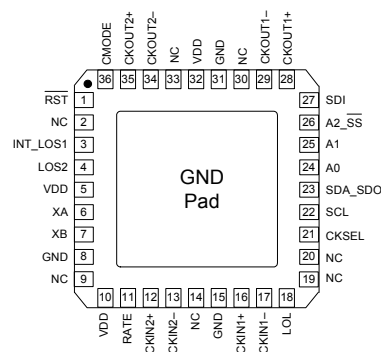 CMODE
CKOUT2+
CKOUT2–
NC
VDD
GND
NC
CKOUT1–
CKOUT1+
36 35 34 33 32 31 30 29 28
RST 1
NC 2
INT_LOS1 3
LOS2 4
VDD 5
XA 6
XB 7
GND 8
NC 9
GND
Pad
27 SDI
26 A2_SS
25 A1
24 A0
23 SDA_SDO
22 SCL
21 CKSEL
20 NC
19 NC
10 11 12 13 14 15 16 17 18
VDD
RATE
CKIN2+
CKIN2–
NC
GND
CKIN1+
CKIN1–
LOL